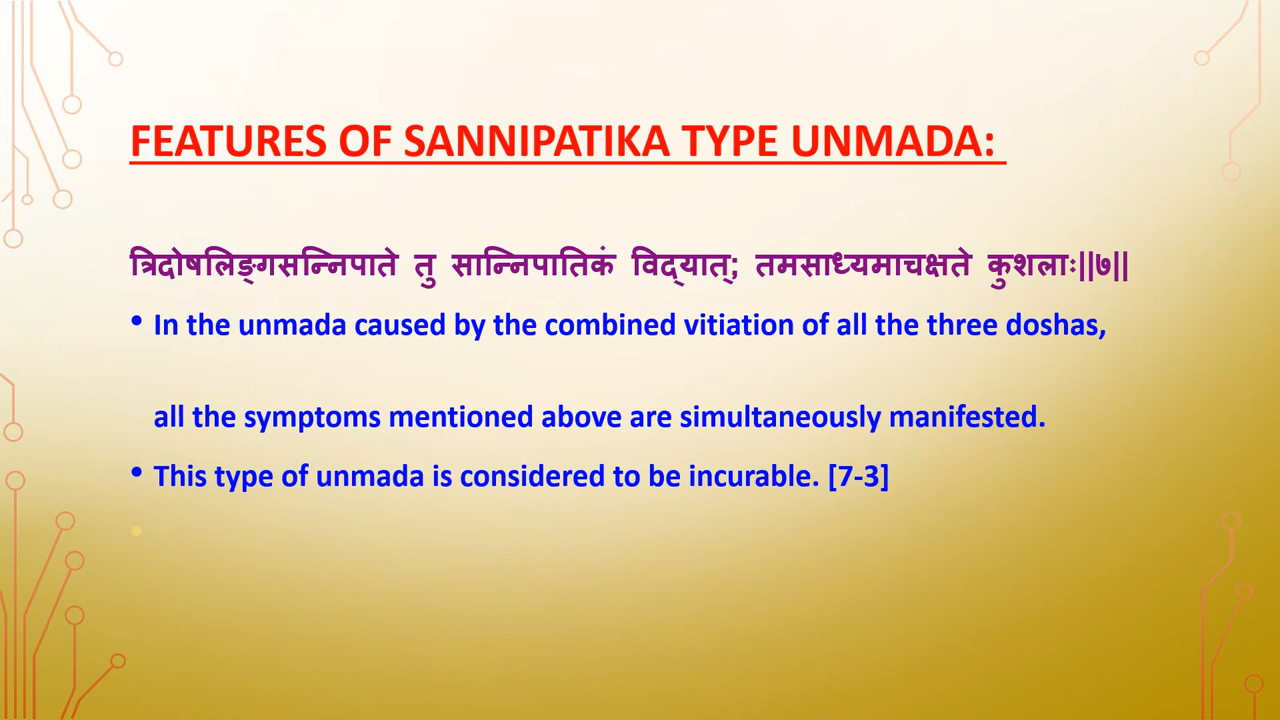 FEATURES OF SANNIPATIKA TYPE UNMADA:
त्रिदोषलिङ्गसन्निपाते तु सान्निपातिकं विद्यात्; तमसाध्यमाचक्षते कुशलाः||७||
• In the unmada caused by the combined vitiation of all the three doshas,
all the symptoms mentioned above are simultaneously manifested.
• This type of unmada is considered to be incurable. [7-3]